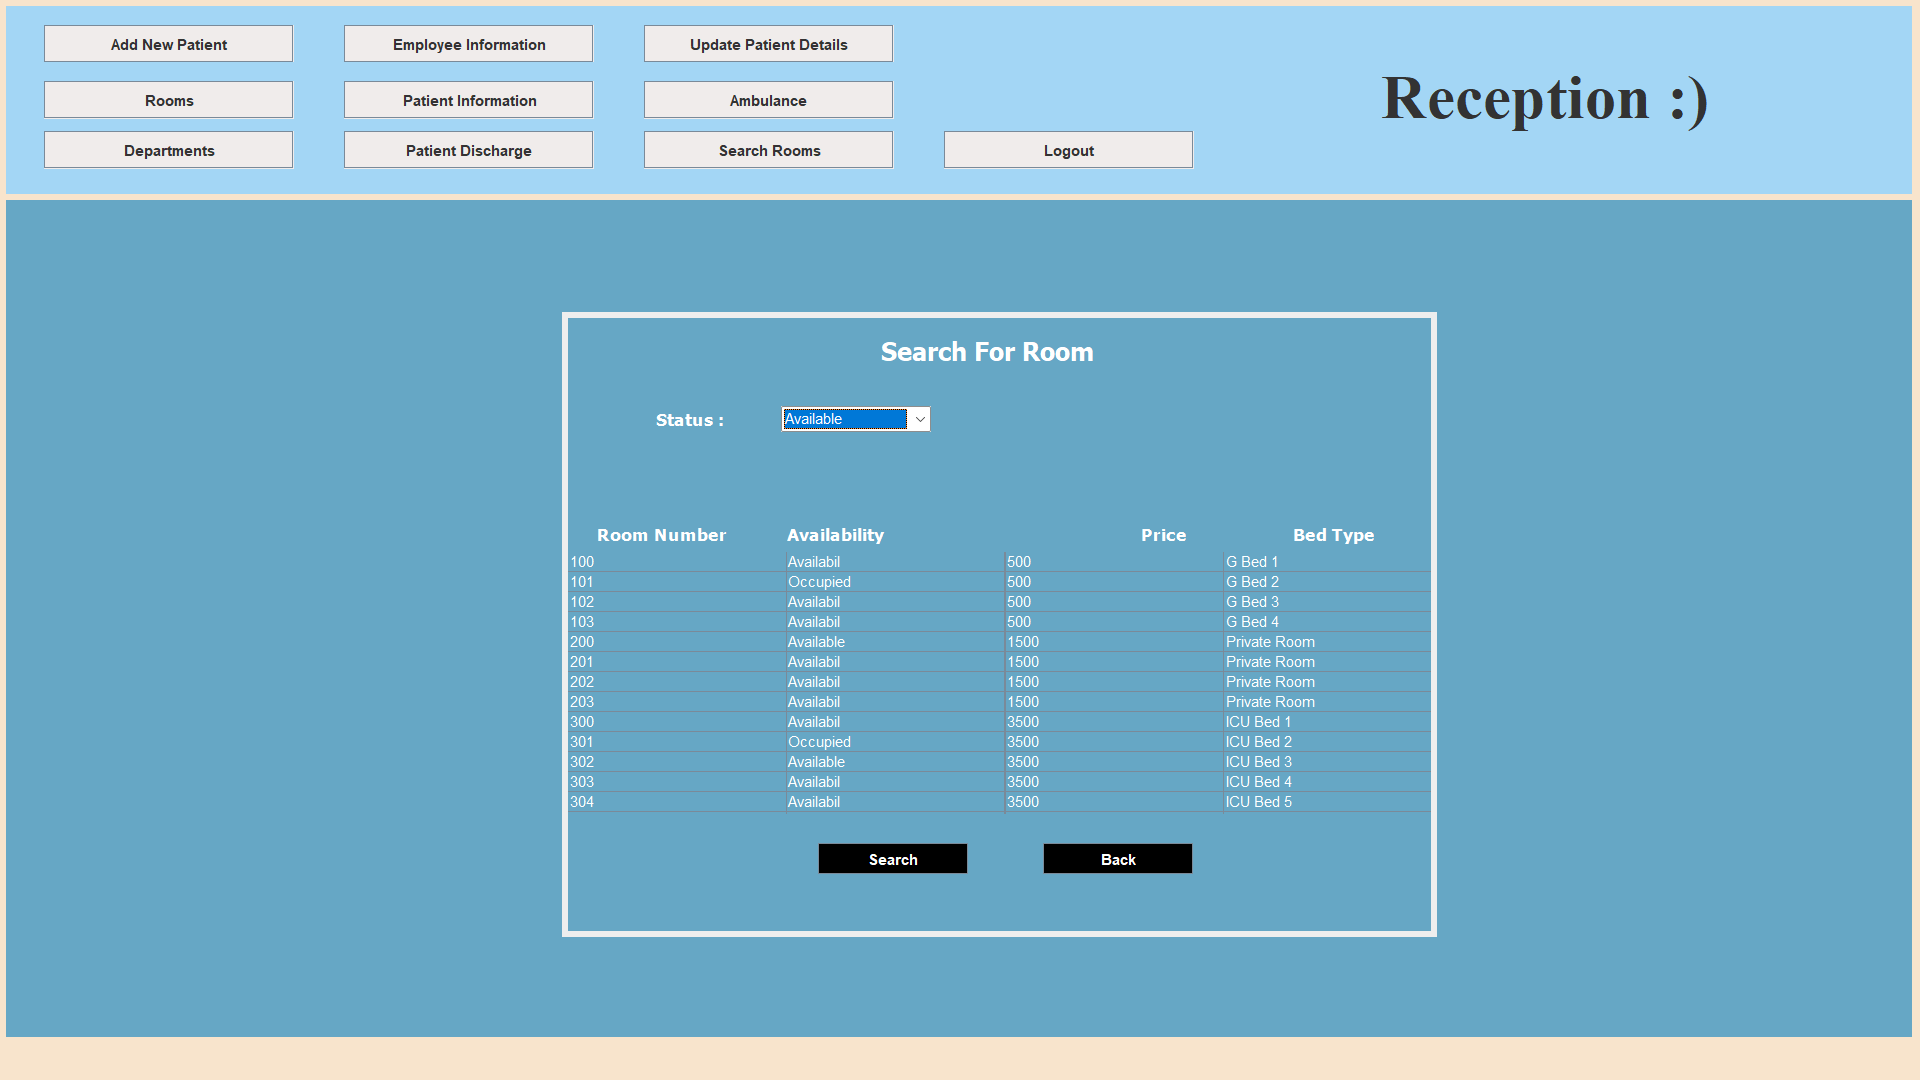 Add New Patient Employee Information Update Patient Details
Reception :)
Rooms Patient Information Ambulance
Departments Patient Discharge Search Rooms Logout
Search For Room
Status : Available
Room Number Availability Price Bed Type
100 Availabil 500 G Bed 1
101 Occupied 500 G Bed 2
102 Availabil 500 G Bed 3
103 Availabil 500 G Bed 4
200 Available 1500 Private Room
201 Availabil 1500 Private Room
202 Availabil 1500 Private Room
203 Availabil 1500 Private Room
300 Availabil 3500 ICU Bed 1
301 Occupied 3500 ICU Bed 2
302 Available 3500 ICU Bed 3
303 Availabil 3500 ICU Bed 4
304 Availabil 3500 ICU Bed 5
Search Back